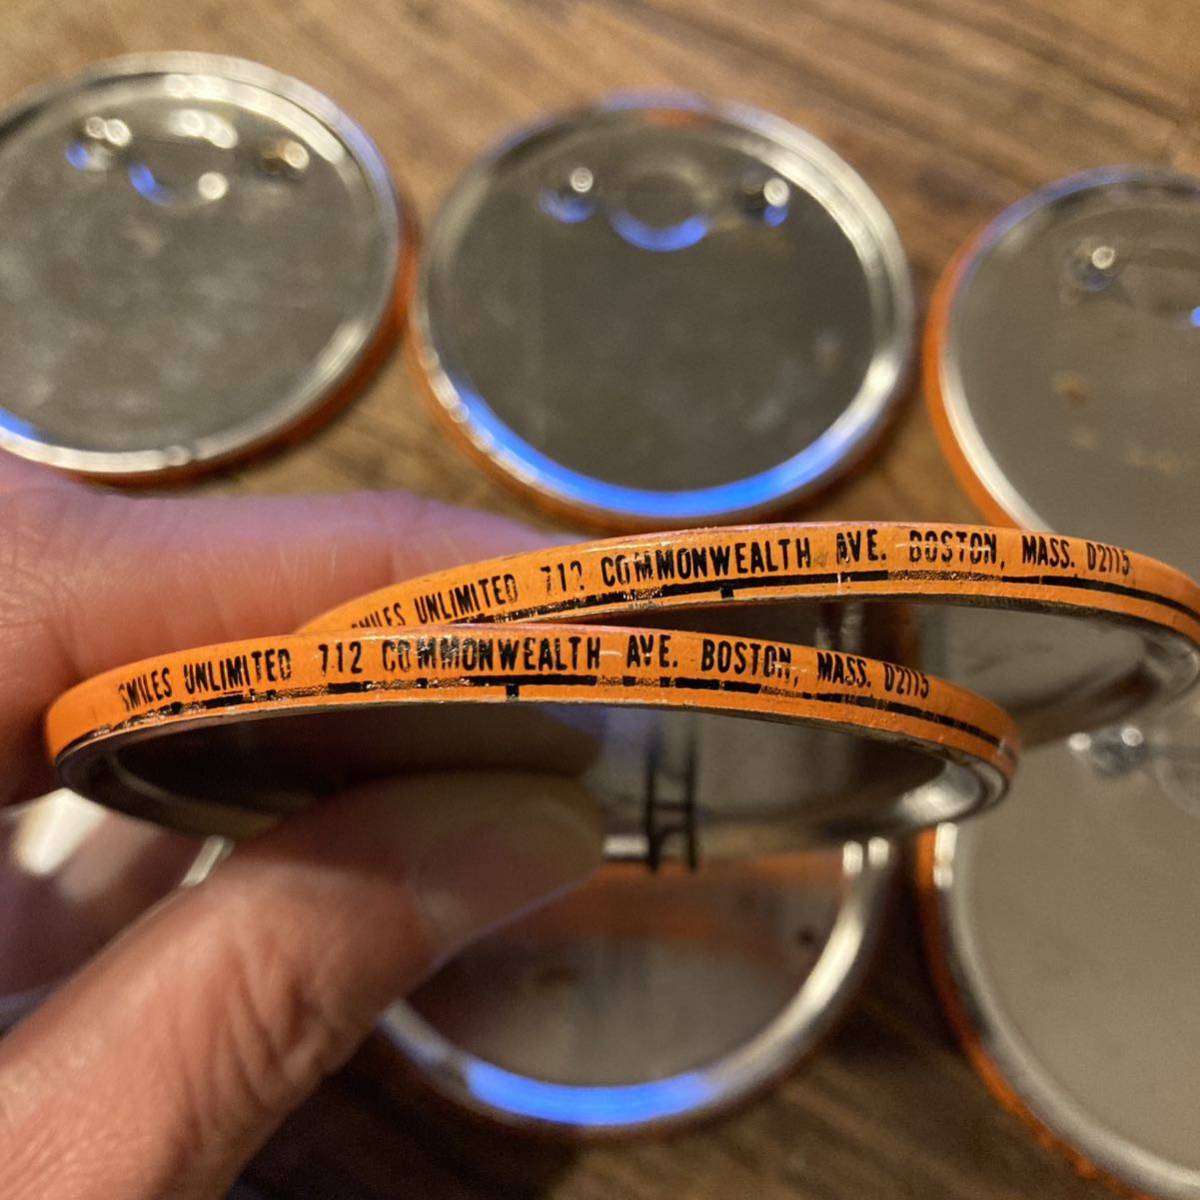 SMILES UNLIMITED 712 COMMONWEALTH AVE. BOSTON, MASS. 02115
SMILES UNLIMITED 712 COMMONWEALTH AVE. BOSTON, MASS. 02115